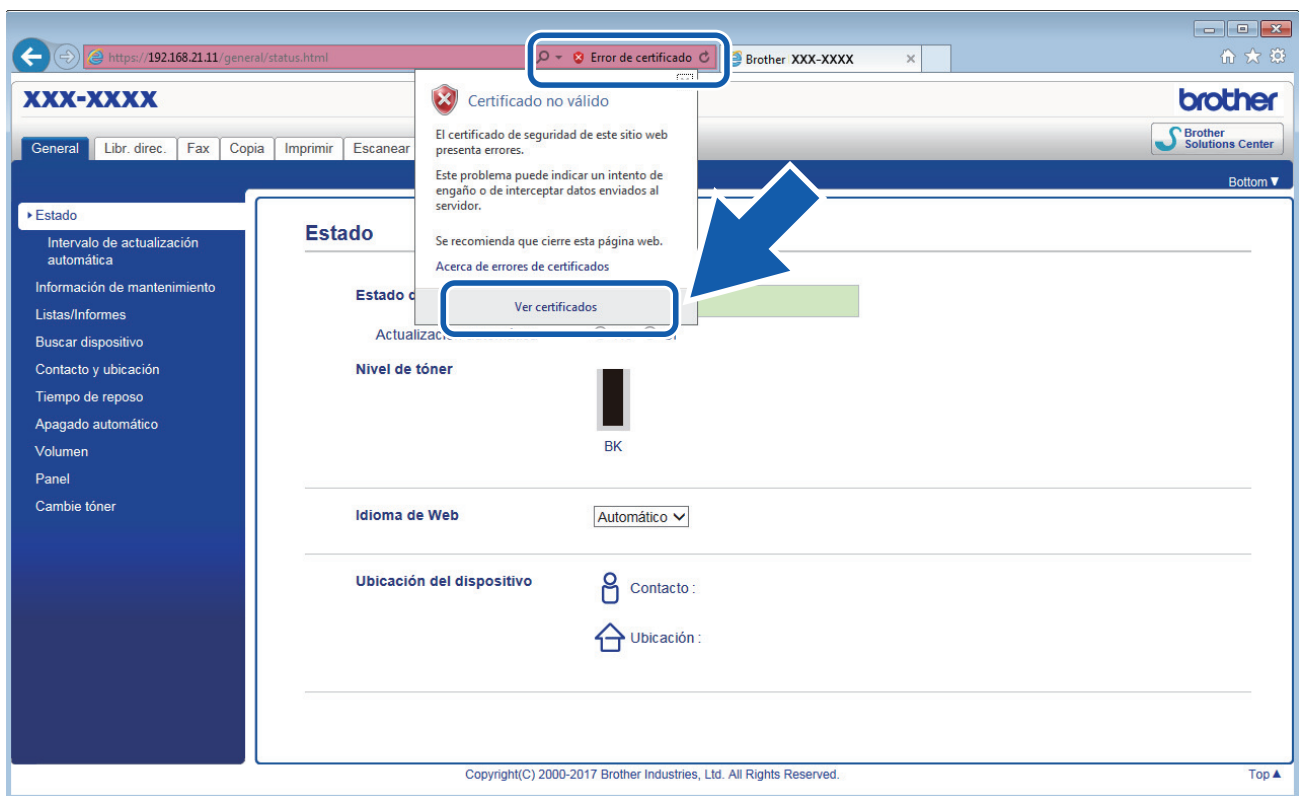 https://192.168.21.11/general/status.html
Error de certificado
Brother XXX-XXXX
XXX-XXXX
brother
General
Libr. direc.
Fax
Copia
Imprimir
Escanear
Brother
Solutions Center
Bottom▼
Certificado no válido
El certificado de seguridad de este sitio web
presenta errores.
Este problema puede indicar un intento de
engaño o de interceptar datos enviados al
servidor.
Se recomienda que cierre esta página web.
Acerca de errores de certificados
Ver certificados
Estado
Intervalo de actualización
automática
Información de mantenimiento
Listas/Informes
Buscar dispositivo
Contacto y ubicación
Tiempo de reposo
Apagado automático
Volumen
Panel
Cambie tóner
Estado
Estado
Nivel de tóner
BK
Idioma de Web
Automático
Ubicación del dispositivo
Contacto :
Ubicación :
Copyright(C) 2000-2017 Brother Industries, Ltd. All Rights Reserved.
Top▲